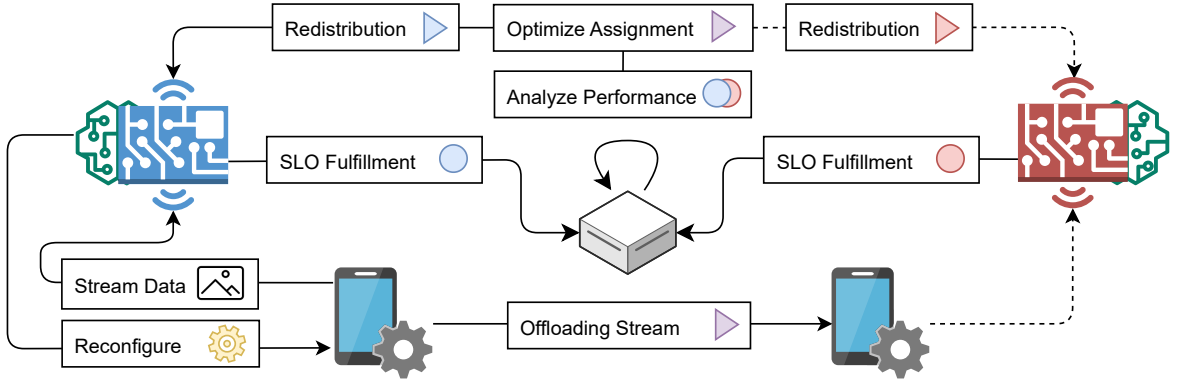 Redistribution
Optimize Assignment
Redistribution
Analyze Performance
SLO Fulfillment
SLO Fulfillment
Stream Data
Offloading Stream
Reconfigure